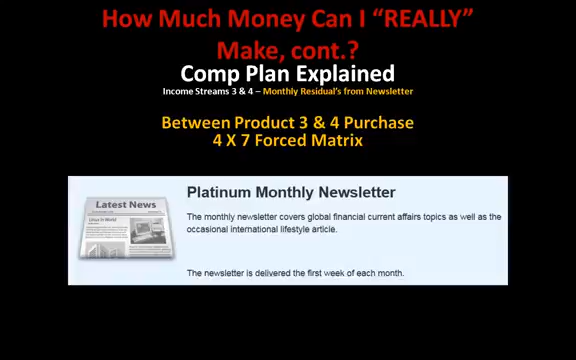 How Much Money Can I “REALLY”
Make, cont.?
Comp Plan Explained
Income Streams 3 & 4 – Monthly Residual’s from Newsletter
Between Product 3 & 4 Purchase
4 X 7 Forced Matrix
Latest News
Platinum Monthly Newsletter
The monthly newsletter covers global financial current affairs topics as well as the
occasional international lifestyle article.
The newsletter is delivered the first week of each month.